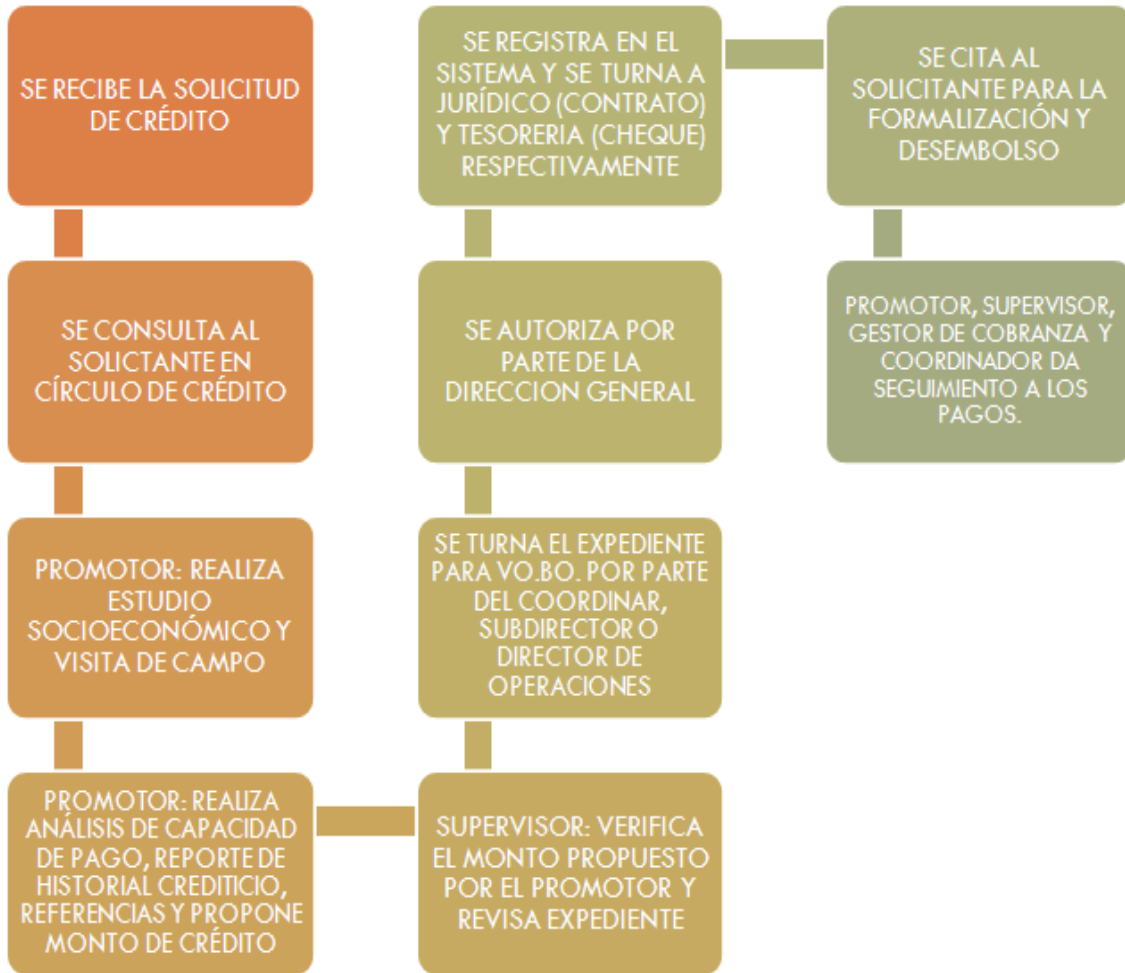 SE RECIBE LA SOLICITUD
DE CRÉDITO
SE CONSULTA AL
SOLICTANTE EN
CÍRCULO DE CRÉDITO
PROMOTOR: REALIZA
ESTUDIO
SOCIOECONÓMICO Y
VISITA DE CAMPO
PROMOTOR: REALIZA
ANÁLISIS DE CAPACIDAD
DE PAGO, REPORTE DE
HISTORIAL CREDITICIO,
REFERENCIAS Y PROPONE
MONTO DE CRÉDITO
SUPERVISOR: VERIFICA
EL MONTO PROPUESTO
POR EL PROMOTOR Y
REVISA EXPEDIENTE
SE TURNA EL EXPEDIENTE
PARA VO.BO. POR PARTE
DEL COORDINAR,
SUBDIRECTOR O
DIRECTOR DE
OPERACIONES
SE AUTORIZA POR
PARTE DE LA
DIRECCION GENERAL
SE REGISTRA EN EL
SISTEMA Y SE TURNA A
JURÍDICO (CONTRATO)
Y TESORERIA (CHEQUE)
RESPECTIVAMENTE
SE CITA AL
SOLICITANTE PARA LA
FORMALIZACIÓN Y
DESEMBOLSO
PROMOTOR, SUPERVISOR,
GESTOR DE COBRANZA Y
COORDINADOR DA
SEGUIMIENTO A LOS
PAGOS.